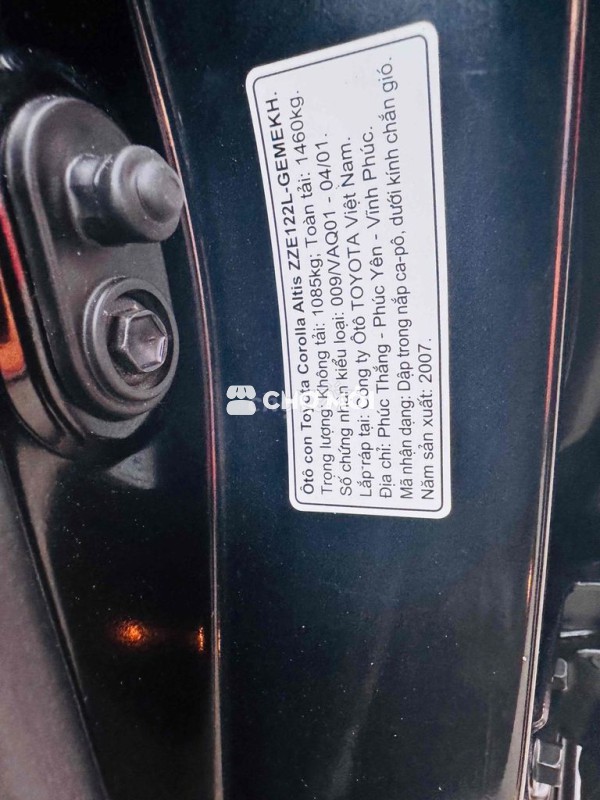 Ôtô con Toyota Corolla Altis ZZE122L-GEMEKH.
Trọng lượng Không tải: 1085kg; Toàn tải: 1460kg.
Số chứng nhận kiểu loại: 009/VAQ01 - 04/01.
Lắp ráp tại: Công ty Ôtô TOYOTA Việt Nam.
Địa chỉ: Phúc Thắng - Phúc Yên - Vĩnh Phúc.
Mã nhận dạng: Dập trong nắp ca-pô, dưới kính chắn gió.
Năm sản xuất: 2007.
CHỢ TỐT